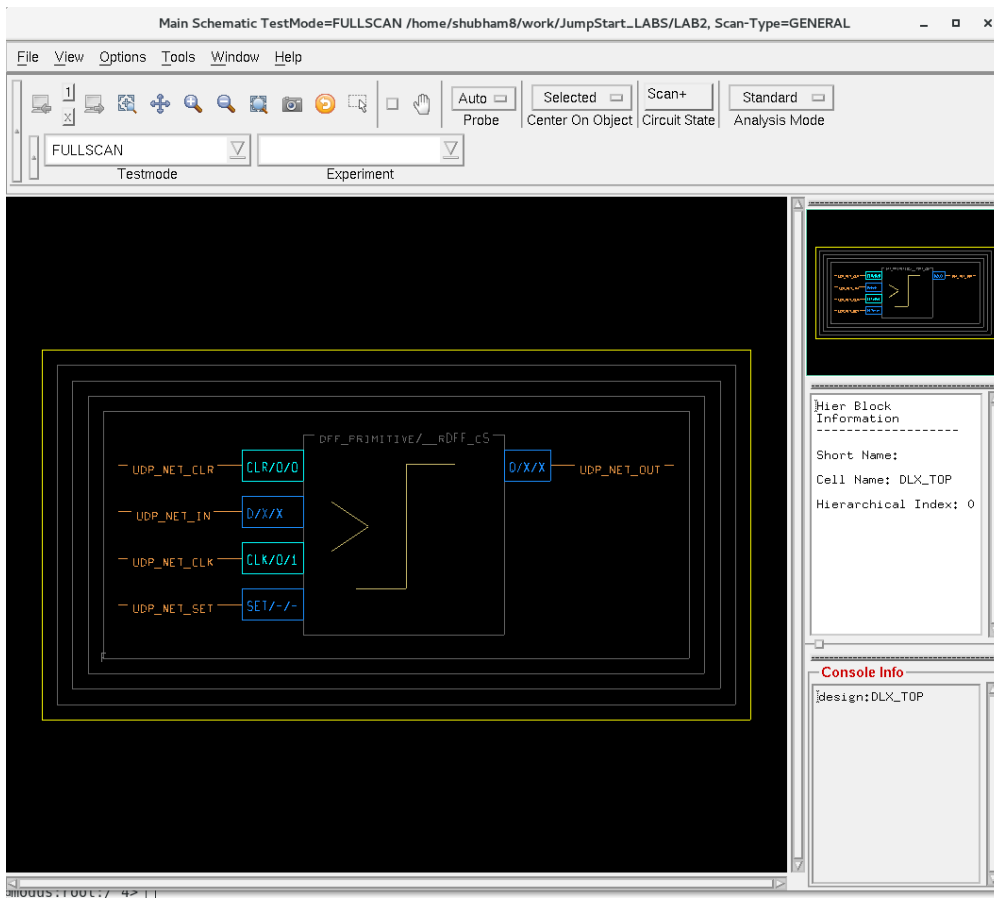 Main Schematic TestMode=FULLSCAN /home/shubham8/work/JumpStart_LABS/LAB2, Scan-Type=GENERAL
File View Options Tools Window Help
1
X
Auto
Probe
Selected
Center On Object
Scan+
Circuit State
Standard
Analysis Mode
FULLSCAN
Testmode
Experiment
DFF_PRIMITIVE/__rDFF_cS
UDP_NET_CLR CLR/0/0
O/X/X UDP_NET_OUT
UDP_NET_IN D/X/X
UDP_NET_CLK CLK/0/1
UDP_NET_SET SET/-/-
Hier Block
Information
-------------------
Short Name:
Cell Name: DLX_TOP
Hierarchical Index: 0
Console Info
design:DLX_TOP